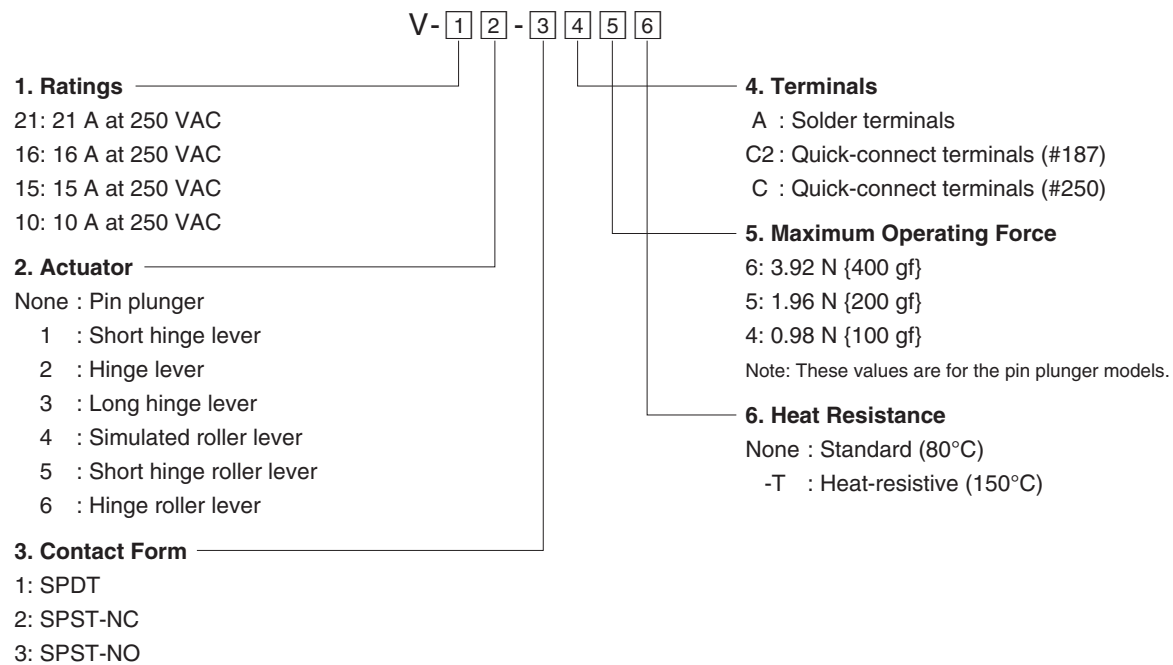 V-1 2 - 3 4 5 6
1. Ratings
21: 21 A at 250 VAC
16: 16 A at 250 VAC
15: 15 A at 250 VAC
10: 10 A at 250 VAC
2. Actuator
None : Pin plunger
1 : Short hinge lever
2 : Hinge lever
3 : Long hinge lever
4 : Simulated roller lever
5 : Short hinge roller lever
6 : Hinge roller lever
3. Contact Form
1: SPDT
2: SPST-NC
3: SPST-NO
4. Terminals
A : Solder terminals
C2 : Quick-connect terminals (#187)
C : Quick-connect terminals (#250)
5. Maximum Operating Force
6: 3.92 N {400 gf}
5: 1.96 N {200 gf}
4: 0.98 N {100 gf}
Note: These values are for the pin plunger models.
6. Heat Resistance
None : Standard (80°C)
-T : Heat-resistive (150°C)